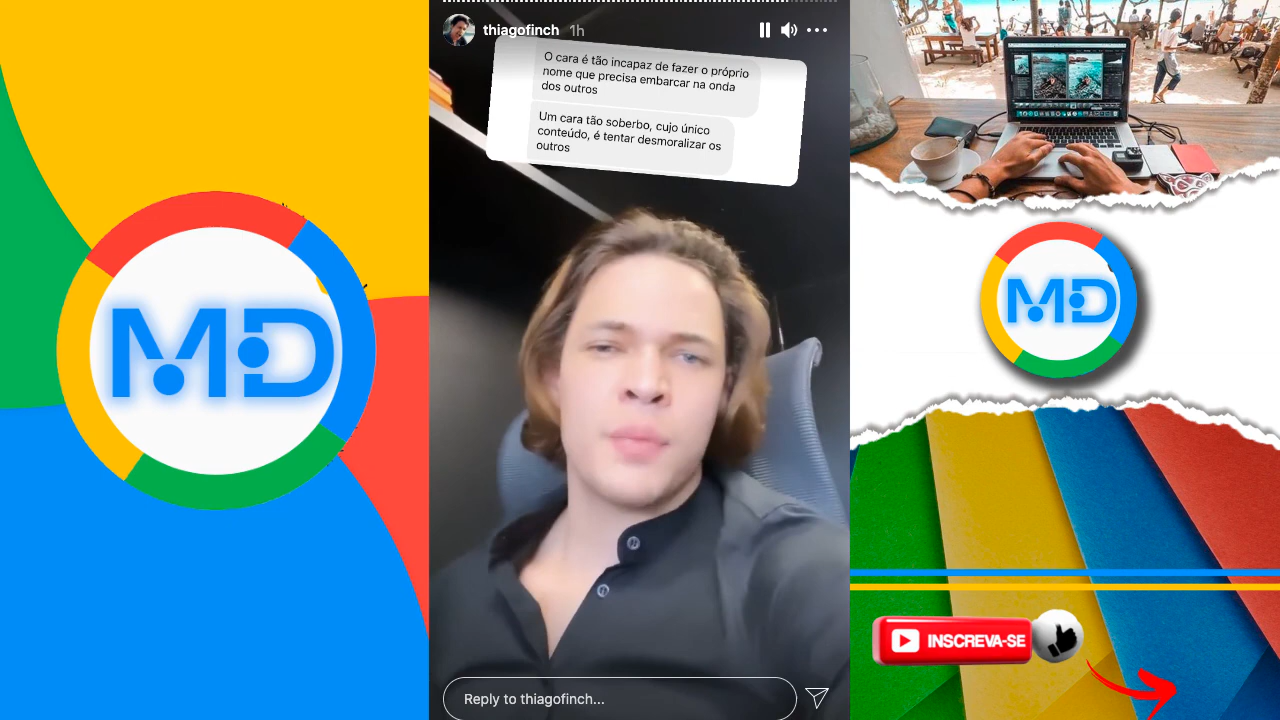 MD
thiagofinch 1h
O cara é tão incapaz de fazer o próprio
nome que precisa embarcar na onda
dos outros
Um cara tão soberbo, cujo único
conteúdo, é tentar desmoralizar os
outros
Reply to thiagofinch...
MD
INSCREVA-SE